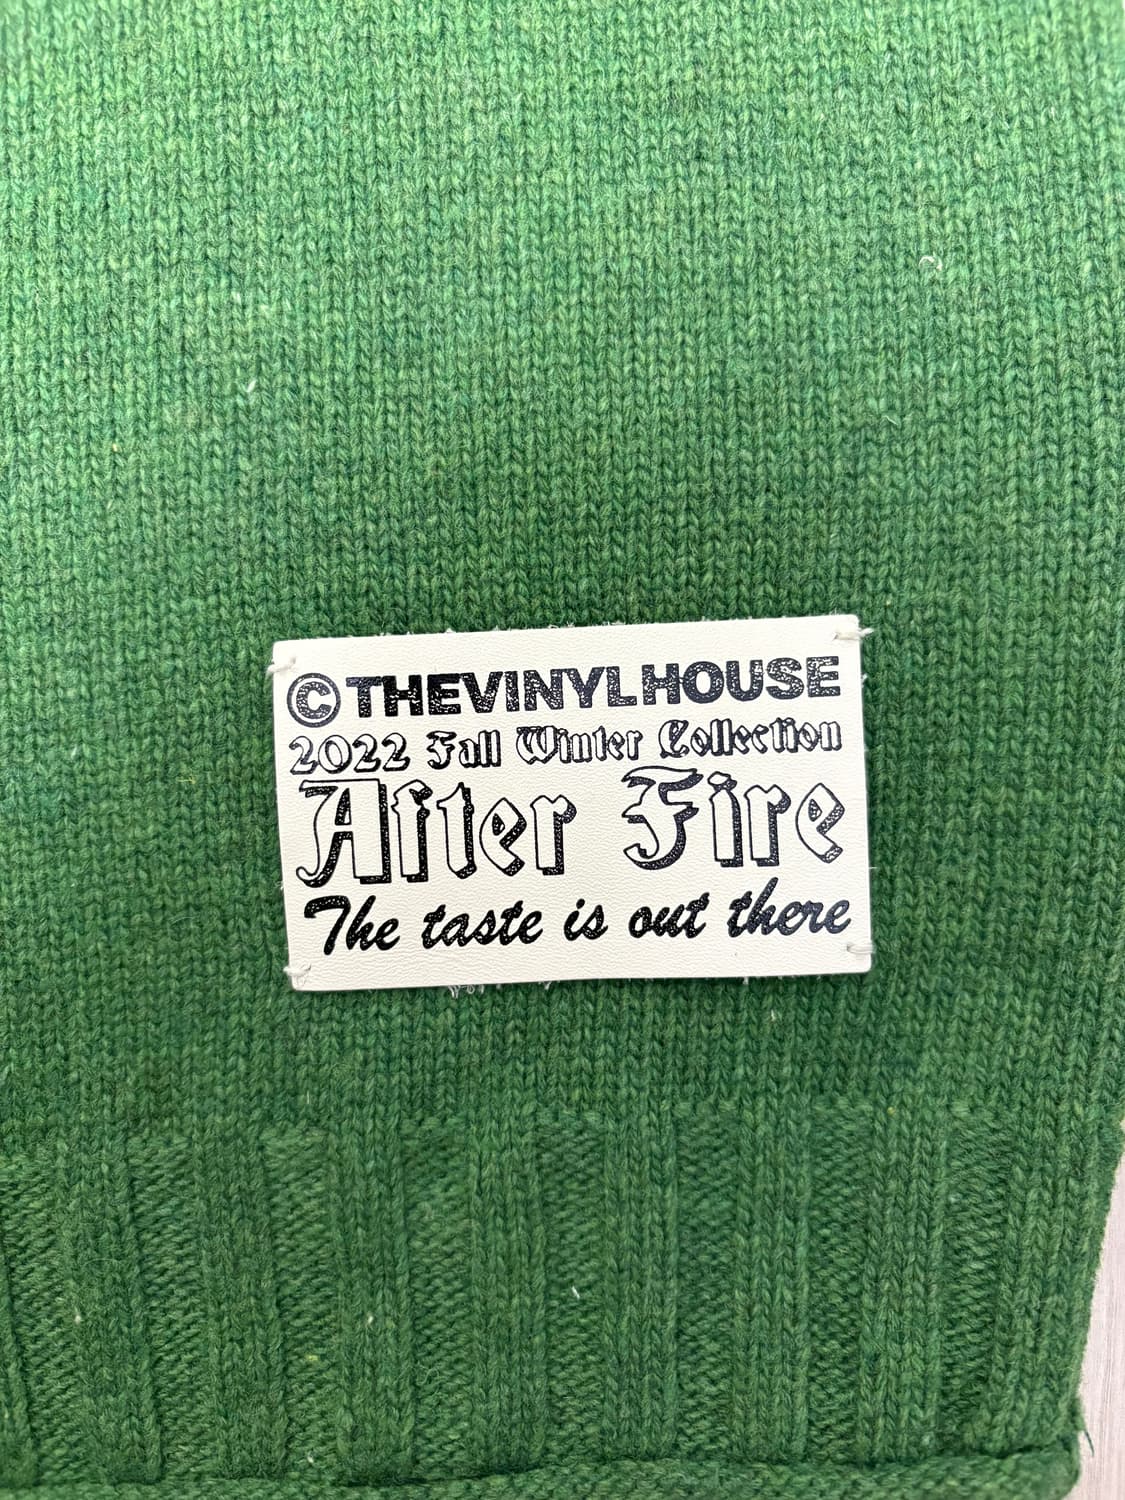 ©THEVINYLHOUSE
2022 Fall Winter Collection
After Fire
The taste is out there